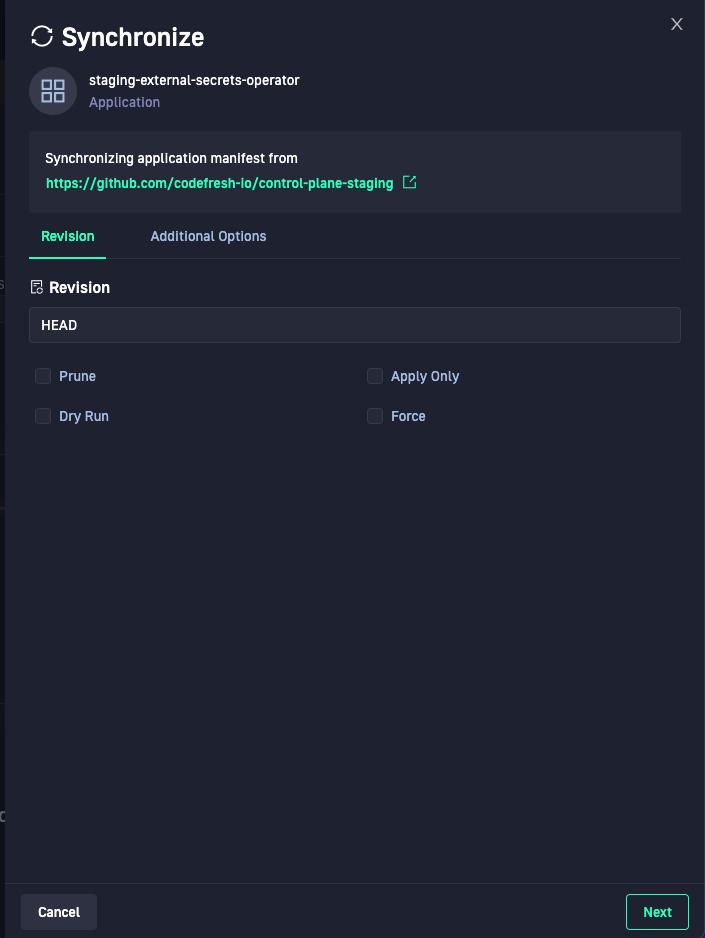 Synchronize
X
staging-external-secrets-operator
Application
Synchronizing application manifest from
https://github.com/codefresh-io/control-plane-staging
Revision
Additional Options
Revision
HEAD
Prune
Apply Only
Dry Run
Force
Cancel
Next